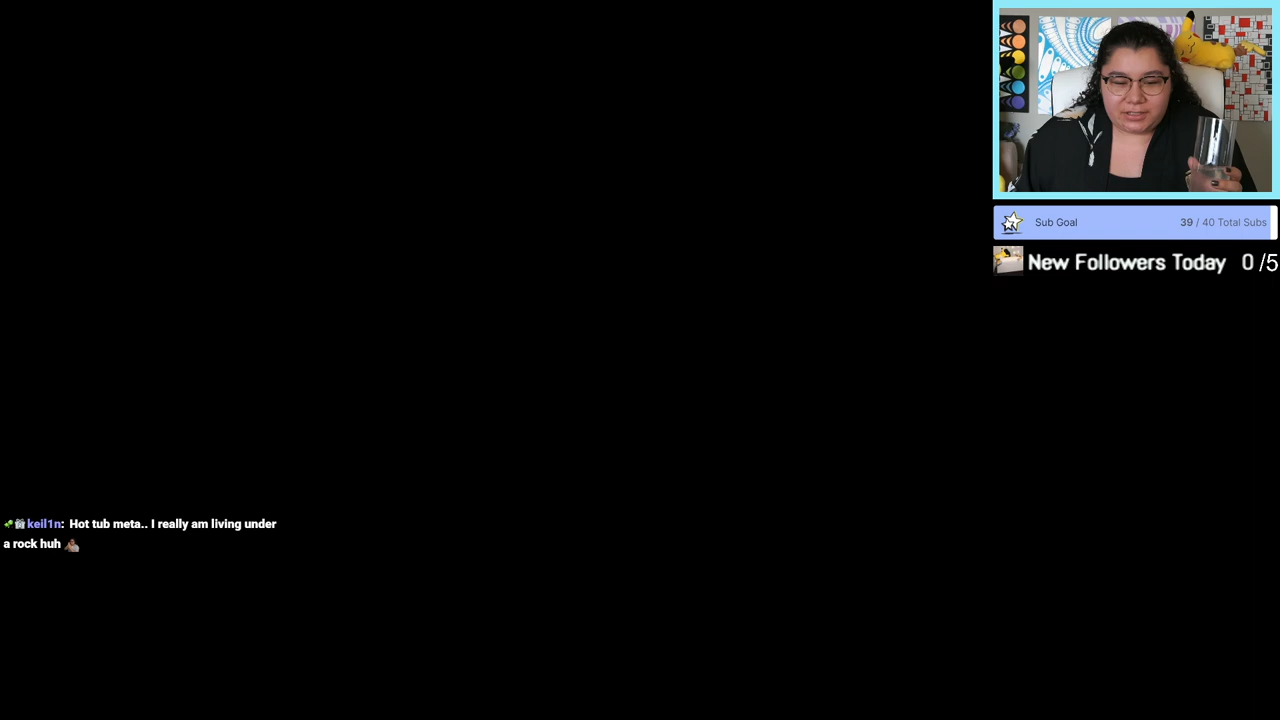 Sub Goal 39 / 40 Total Subs
New Followers Today 0 /5
keil1n: Hot tub meta.. I really am living under
a rock huh